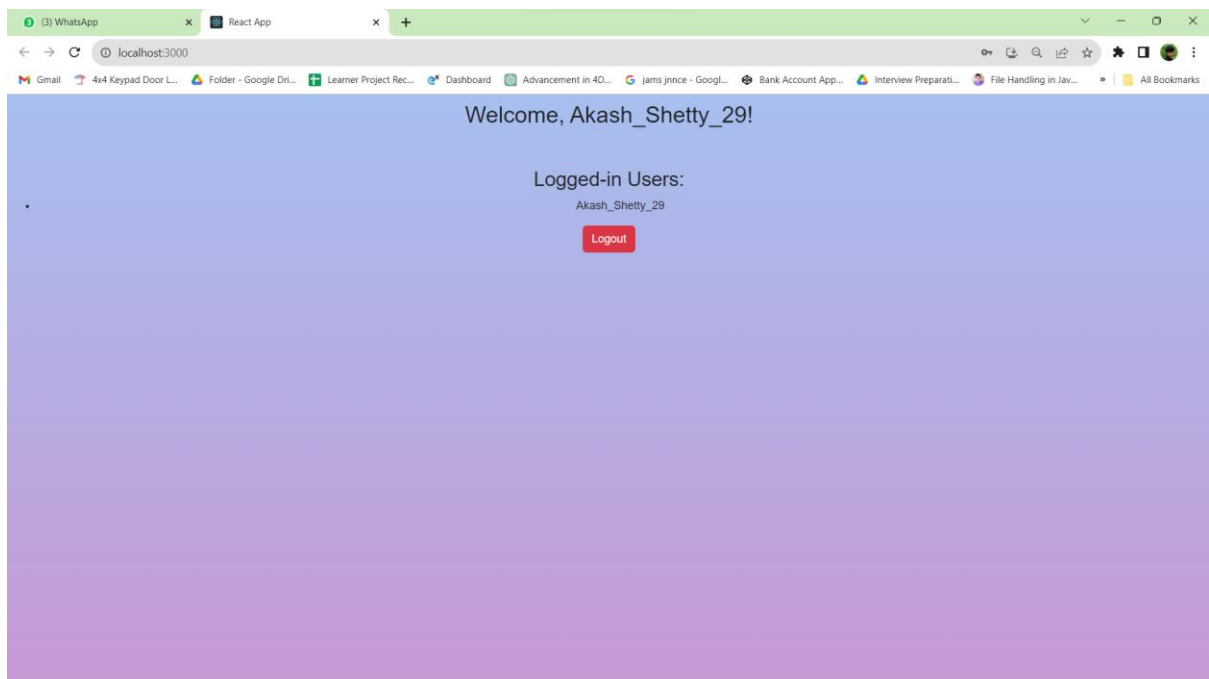 (3) WhatsApp React App
localhost:3000
Gmail 4x4 Keypad Door L... Folder - Google Dri... Learner Project Rec... Dashboard Advancement in 4D... jams jnnce - Googl... Bank Account App... Interview Preparati... File Handling in Jav... » All Bookmarks
Welcome, Akash_Shetty_29!
Logged-in Users:
• Akash_Shetty_29
Logout